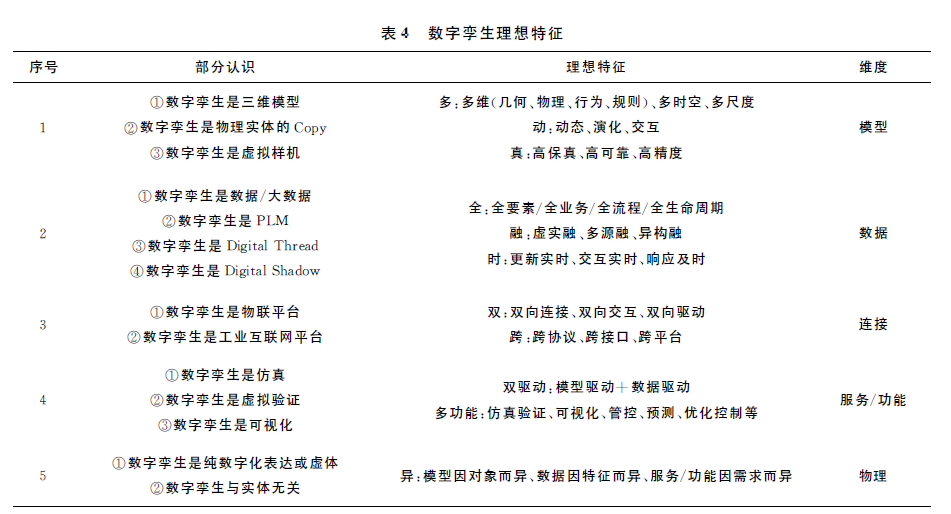 表 4 数字孪生理想特征
序号 部分认识 理想特征 维度
①数字孪生是三维模型 多:多维(几何、物理、行为、规则)、多时空、多尺度
1 ②数字孪生是物理实体的 Copy 动:动态、演化、交互 模型
③数字孪生是虚拟样机 真:高保真、高可靠、高精度
①数字孪生是数据/大数据
全:全要素/全业务/全流程/全生命周期
②数字孪生是 PLM
2 融:虚实融、多源融、异构融 数据
③数字孪生是 Digital Thread
时:更新实时、交互实时、响应及时
④数字孪生是 Digital Shadow
①数字孪生是物联平台 双:双向连接、双向交互、双向驱动
3 连接
②数字孪生是工业互联网平台 跨:跨协议、跨接口、跨平台
①数字孪生是仿真
双驱动:模型驱动+数据驱动
4 ②数字孪生是虚拟验证 服务/功能
多功能:仿真验证、可视化、管控、预测、优化控制等
③数字孪生是可视化
①数字孪生是纯数字化表达或虚体
5 异:模型因对象而异、数据因特征而异、服务/功能因需求而异 物理
②数字孪生与实体无关